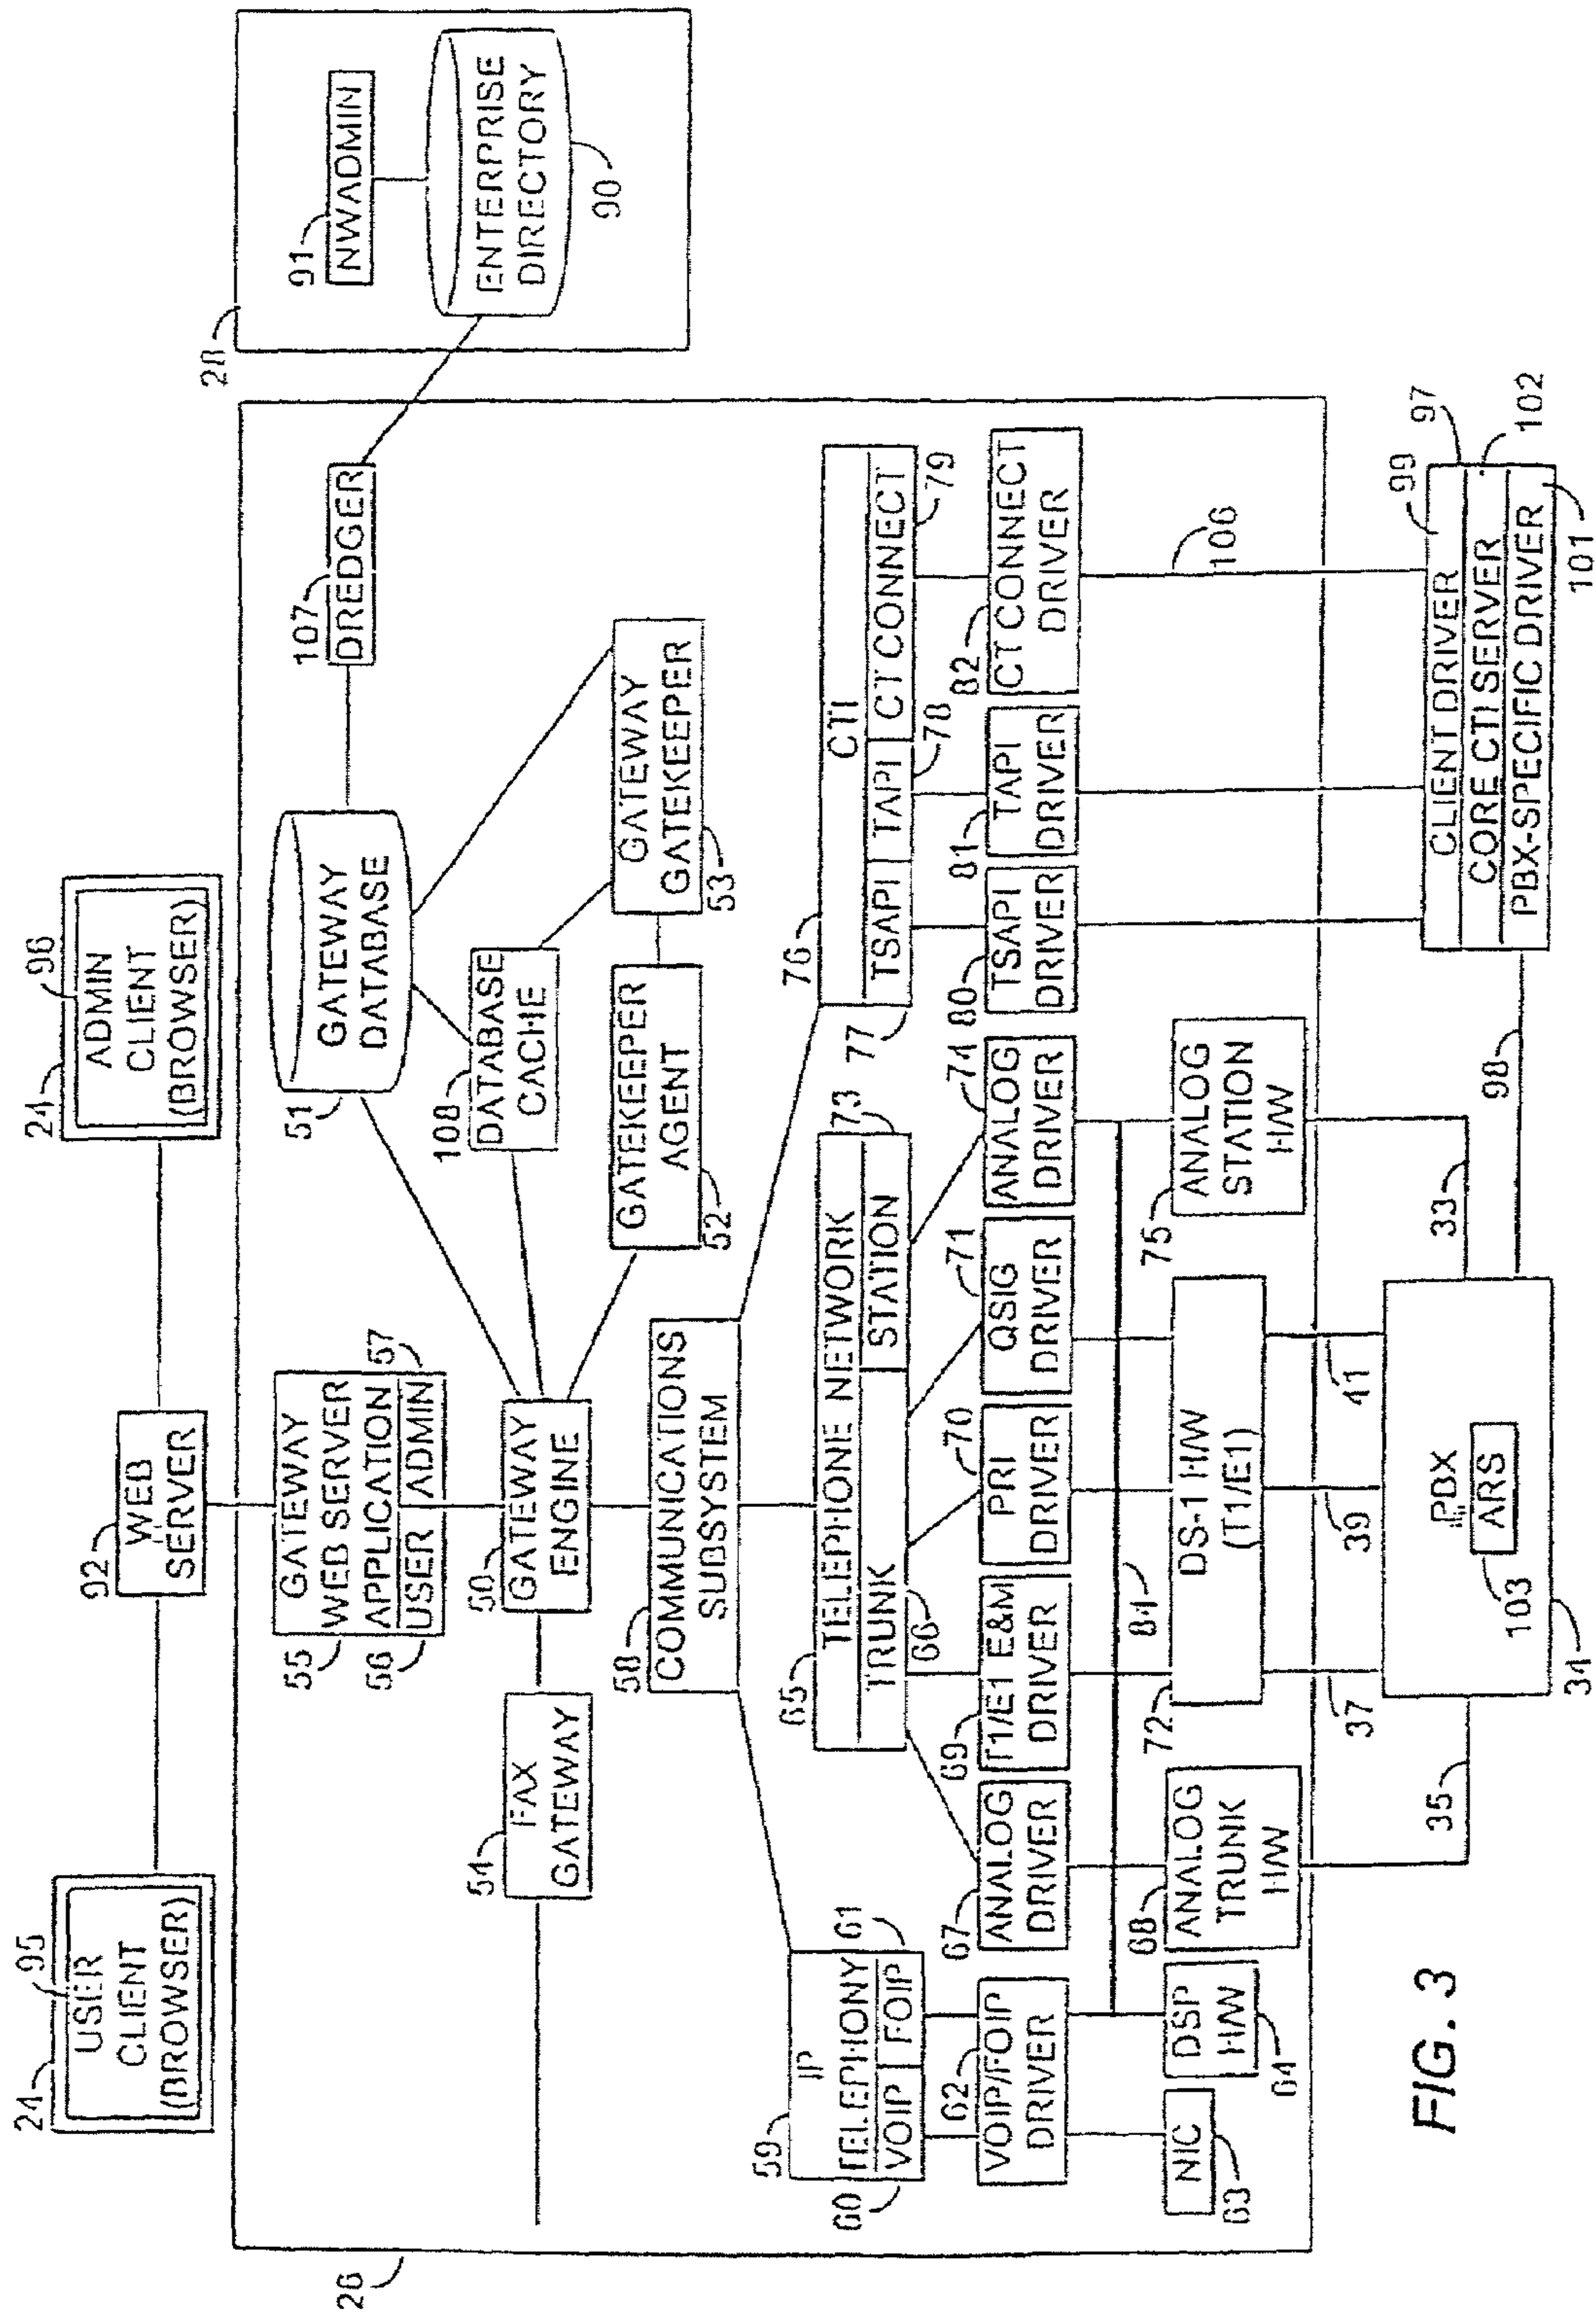 24
95
USER
CLIENT
(BROWSER)
92
WEB
SERVER
24
96
ADMIN
CLIENT
(BROWSER)
26
28
91
NWADMIN
ENTERPRISE
DIRECTORY
90
55
GATEWAY
WEB SERVER
APPLICATION
56
USER
ADMIN
57
51
GATEWAY
DATABASE
107
DREDGER
54
FAX
GATEWAY
50
GATEWAY
ENGINE
108
DATABASE
CACHE
GATEKEEPER
AGENT
52
GATEWAY
GATEKEEPER
53
58
COMMUNICATIONS
SUBSYSTEM
59
IP
TELEPHONY
60
VOIP
FOIP
61
65
TELEPHONE NETWORK
TRUNK
66
STATION
73
76
CTI
77
TSAPI
TAPI
78
CT CONNECT
79
62
VOIP/FOIP
DRIVER
67
ANALOG
DRIVER
69
T1/E1 E&M
DRIVER
70
PRI
DRIVER
71
QSIG
DRIVER
74
ANALOG
DRIVER
80
TSAPI
DRIVER
81
TAPI
DRIVER
82
CT CONNECT
DRIVER
84
106
63
NIC
64
DSP
H/W
68
ANALOG
TRUNK
H/W
72
DS-1 H/W
(T1/E1)
75
ANALOG
STATION
H/W
35
37
39
41
33
98
34
PBX
ARS
103
97
99
CLIENT DRIVER
CORE CTI SERVER
102
PBX-SPECIFIC DRIVER
101
FIG. 3